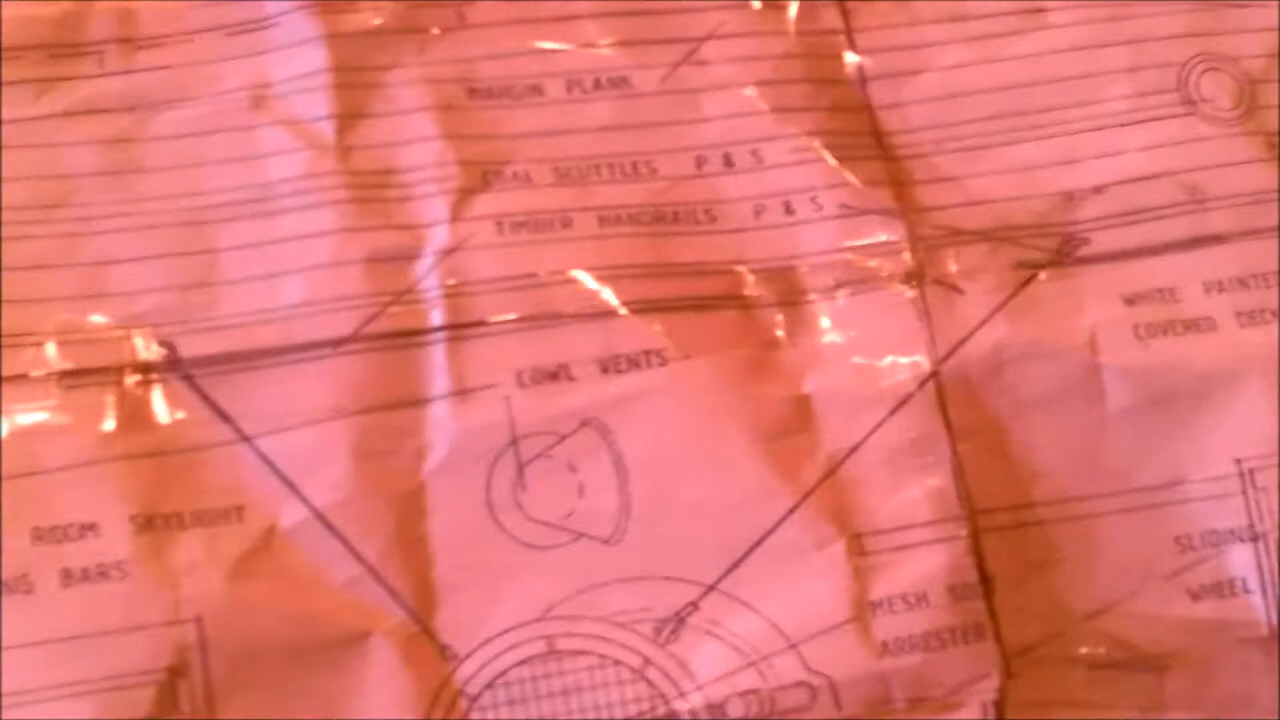 MARGIN PLANK
COAL SCUTTLES P & S
TIMBER HANDRAILS P & S
WHITE PAINTED
COVERED DECK
COWL VENTS
ROOM SKYLIGHT
NG BARS
SLIDING
WHEEL
MESH
ARRESTER